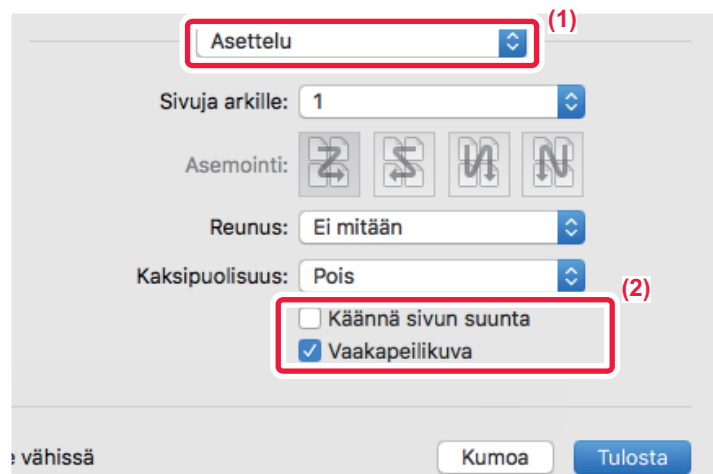 (1)
Asettelu
Sivuja arkille: 1
Asemointi:
Reunus: Ei mitään
Kaksipuolisuus: Pois
(2)
Käännä sivun suunta
Vaakapeilikuva
vähissä Kumoa Tulosta